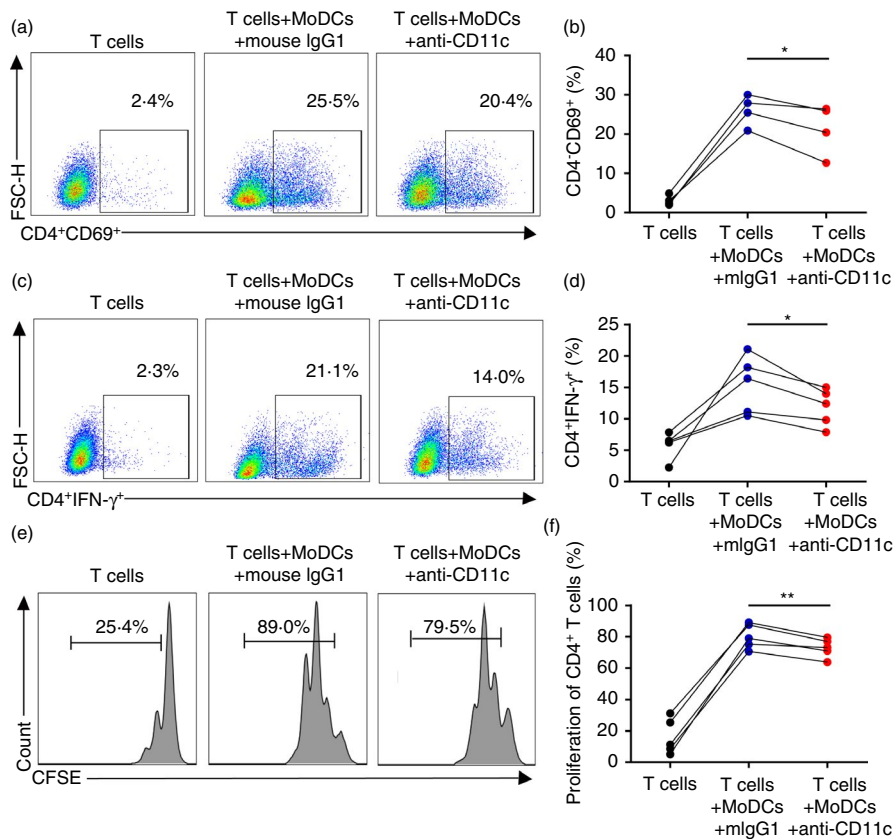 (a)
T cells
T cells+MoDCs
+mouse IgG1
T cells+MoDCs
+anti-CD11c
2·4%
25·5%
20·4%
FSC-H
CD4⁺CD69⁺
(b)
*
CD4⁻CD69⁺ (%)
40
30
20
10
0
T cells
T cells
+MoDCs
+mIgG1
T cells
+MoDCs
+anti-CD11c
(c)
T cells
T cells+MoDCs
+mouse IgG1
T cells+MoDCs
+anti-CD11c
2·3%
21·1%
14·0%
FSC-H
CD4⁺IFN-γ⁺
(d)
*
CD4⁺IFN-γ⁺ (%)
25
20
15
10
5
0
T cells
T cells
+MoDCs
+mIgG1
T cells
+MoDCs
+anti-CD11c
(e)
T cells
T cells+MoDCs
+mouse IgG1
T cells+MoDCs
+anti-CD11c
25·4%
89·0%
79·5%
Count
CFSE
(f)
**
Proliferation of CD4⁺ T cells (%)
100
80
60
40
20
0
T cells
T cells
+MoDCs
+mIgG1
T cells
+MoDCs
+anti-CD11c